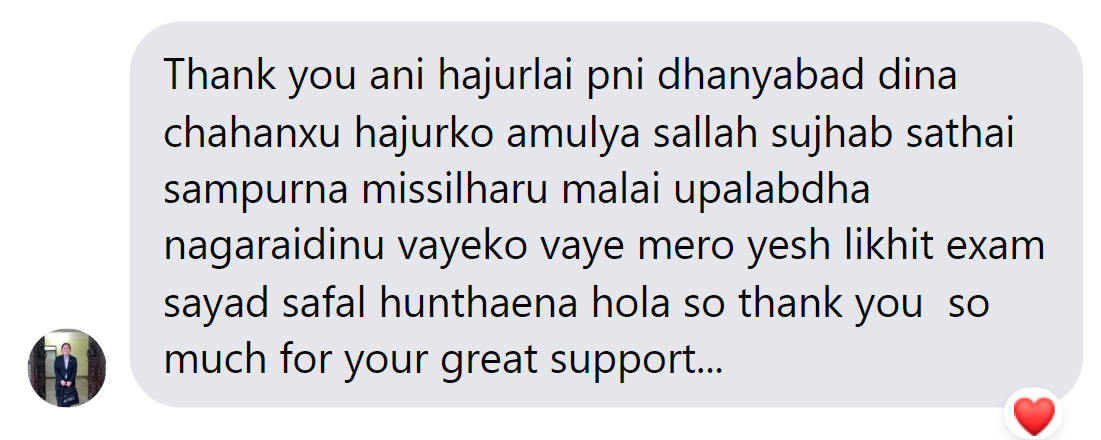 Thank you ani hajurlai pni dhanyabad dina
chahanxu hajurko amulya sallah sujhab sathai
sampurna missilharu malai upalabdha
nagaraidinu vayeko vaye mero yesh likhit exam
sayad safal hunthaena hola so thank you  so
much for your great support...